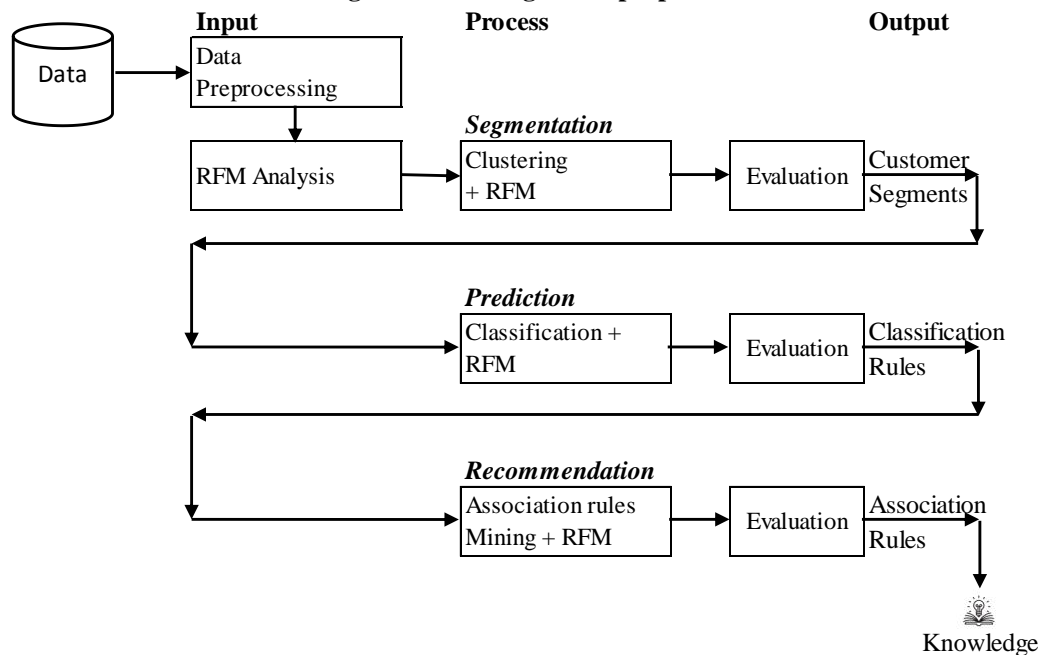 Input Process Output
Data
Data
Preprocessing
Segmentation
RFM Analysis
Clustering
+ RFM
Evaluation
Customer
Segments
Prediction
Classification +
RFM
Evaluation
Classification
Rules
Recommendation
Association rules
Mining + RFM
Evaluation
Association
Rules
Knowledge